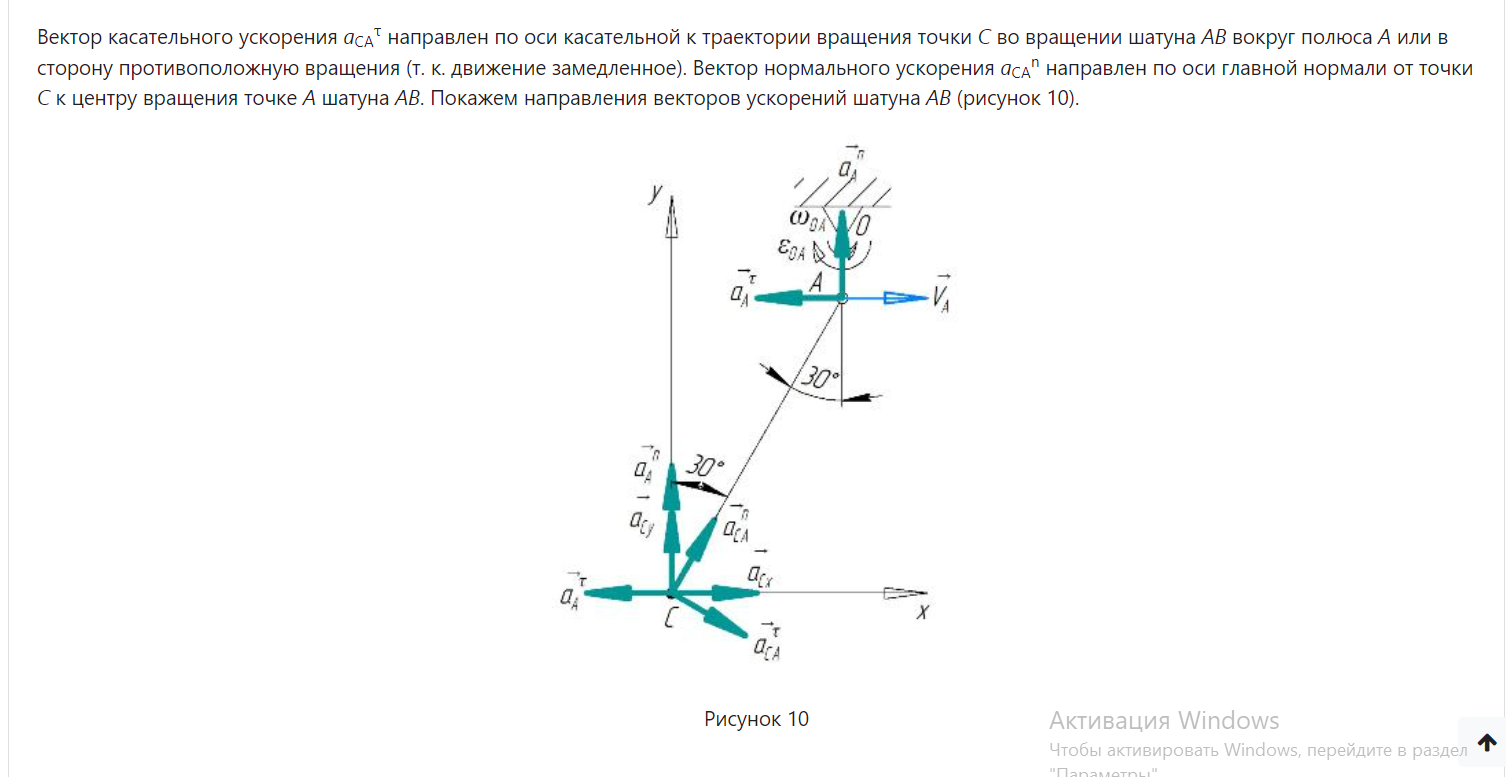 Вектор касательного ускорения aCAτ направлен по оси касательной к траектории вращения точки C во вращении шатуна AB вокруг полюса A или в
сторону противоположную вращения (т. к. движение замедленное). Вектор нормального ускорения aCAn направлен по оси главной нормали от точки
C к центру вращения точке A шатуна AB. Покажем направления векторов ускорений шатуна AB (рисунок 10).
aAn
y
ωOA O
εOA
aAτ A VA
30°
aAn 30°
aCy aCAn
aCx
aAτ
C x
aCAτ
Рисунок 10
Активация Windows
Чтобы активировать Windows, перейдите в раздел
"Параметры"